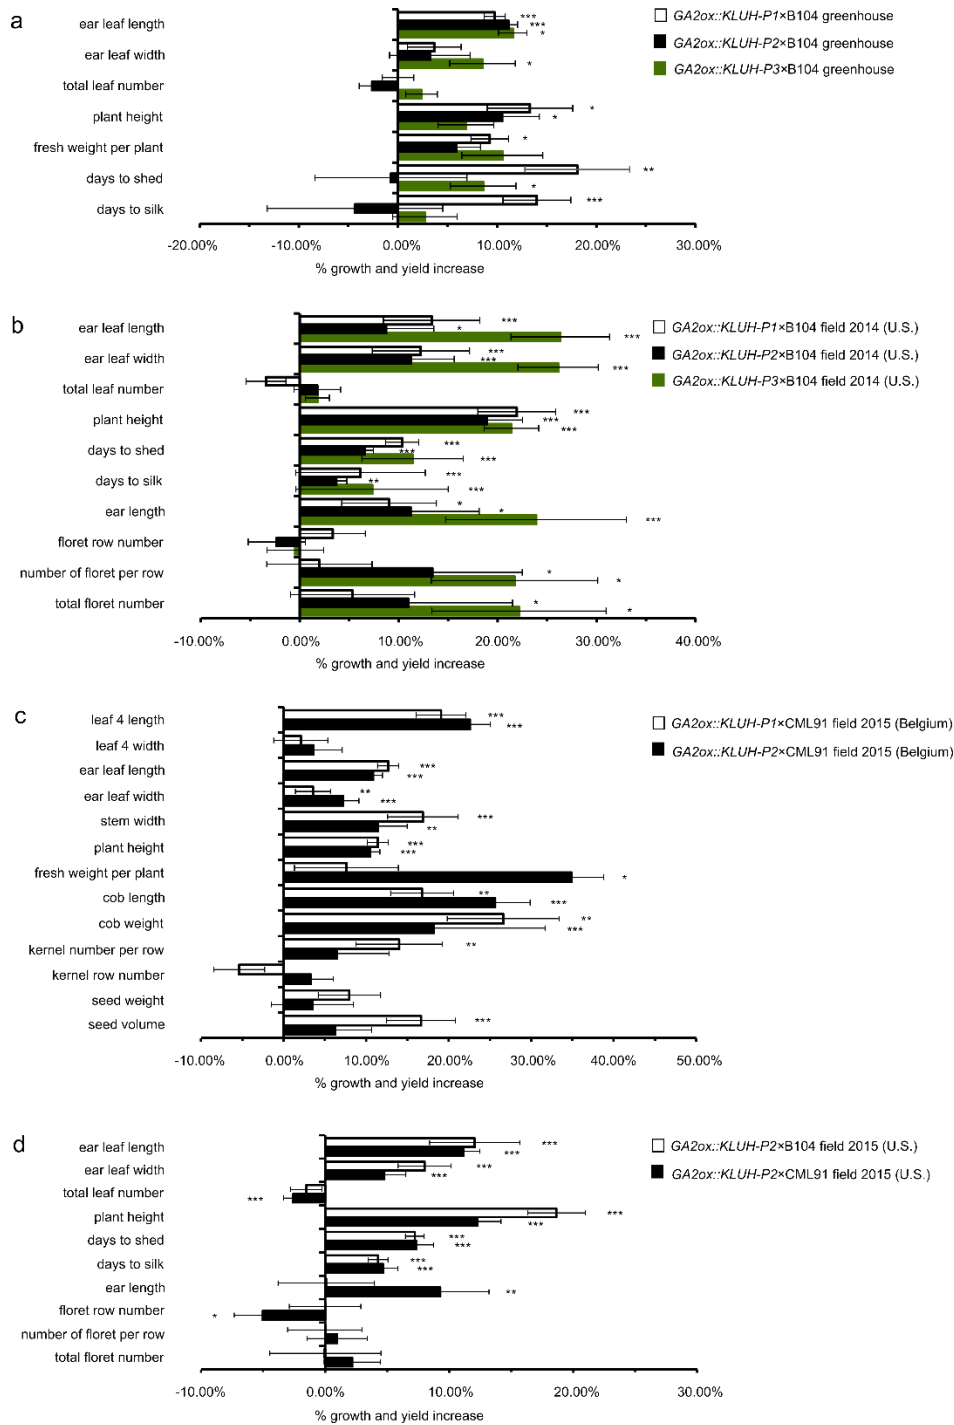 a
GA2ox::KLUH-P1×B104 greenhouse
GA2ox::KLUH-P2×B104 greenhouse
GA2ox::KLUH-P3×B104 greenhouse
ear leaf length *** ***
*
ear leaf width *
total leaf number
plant height * *
fresh weight per plant *
days to shed ** *
days to silk ***
-20.00% -10.00% 0.00% 10.00% 20.00% 30.00%
% growth and yield increase
b
GA2ox::KLUH-P1×B104 field 2014 (U.S.)
GA2ox::KLUH-P2×B104 field 2014 (U.S.)
GA2ox::KLUH-P3×B104 field 2014 (U.S.)
ear leaf length *** * ***
ear leaf width *** *** ***
total leaf number
plant height *** *** ***
days to shed *** *** ***
days to silk *** ** ***
ear length * * ***
floret row number
number of floret per row * *
total floret number * *
-10.00% 0.00% 10.00% 20.00% 30.00% 40.00%
% growth and yield increase
c
GA2ox::KLUH-P1×CML91 field 2015 (Belgium)
GA2ox::KLUH-P2×CML91 field 2015 (Belgium)
leaf 4 length *** ***
leaf 4 width
ear leaf length *** ***
ear leaf width ** ***
stem width *** **
plant height *** ***
fresh weight per plant *
cob length ** ***
cob weight ** ***
kernel number per row **
kernel row number
seed weight
seed volume ***
-10.00% 0.00% 10.00% 20.00% 30.00% 40.00% 50.00%
% growth and yield increase
d
GA2ox::KLUH-P2×B104 field 2015 (U.S.)
GA2ox::KLUH-P2×CML91 field 2015 (U.S.)
ear leaf length *** ***
ear leaf width *** ***
total leaf number ***
plant height *** ***
days to shed *** ***
days to silk *** ***
ear length **
floret row number *
number of floret per row
total floret number
-10.00% 0.00% 10.00% 20.00% 30.00%
% growth and yield increase